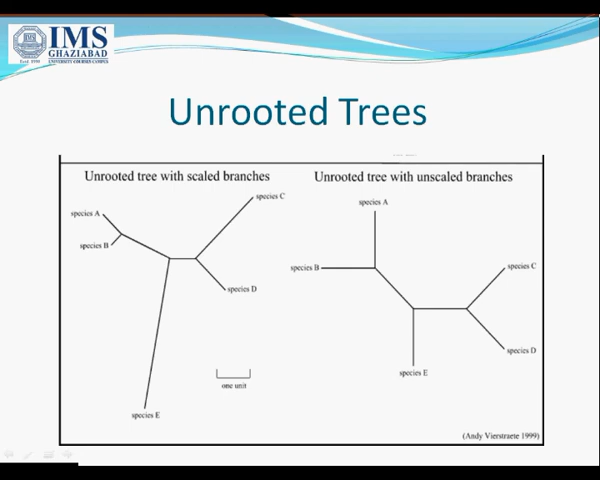 IMS
GHAZIABAD
Estd. 1990
UNIVERSITY COURSES CAMPUS
Unrooted Trees
Unrooted tree with scaled branches
species A
species B
species C
species D
one unit
species E
Unrooted tree with unscaled branches
species A
species B
species C
species D
species E
(Andy Vierstraete 1999)